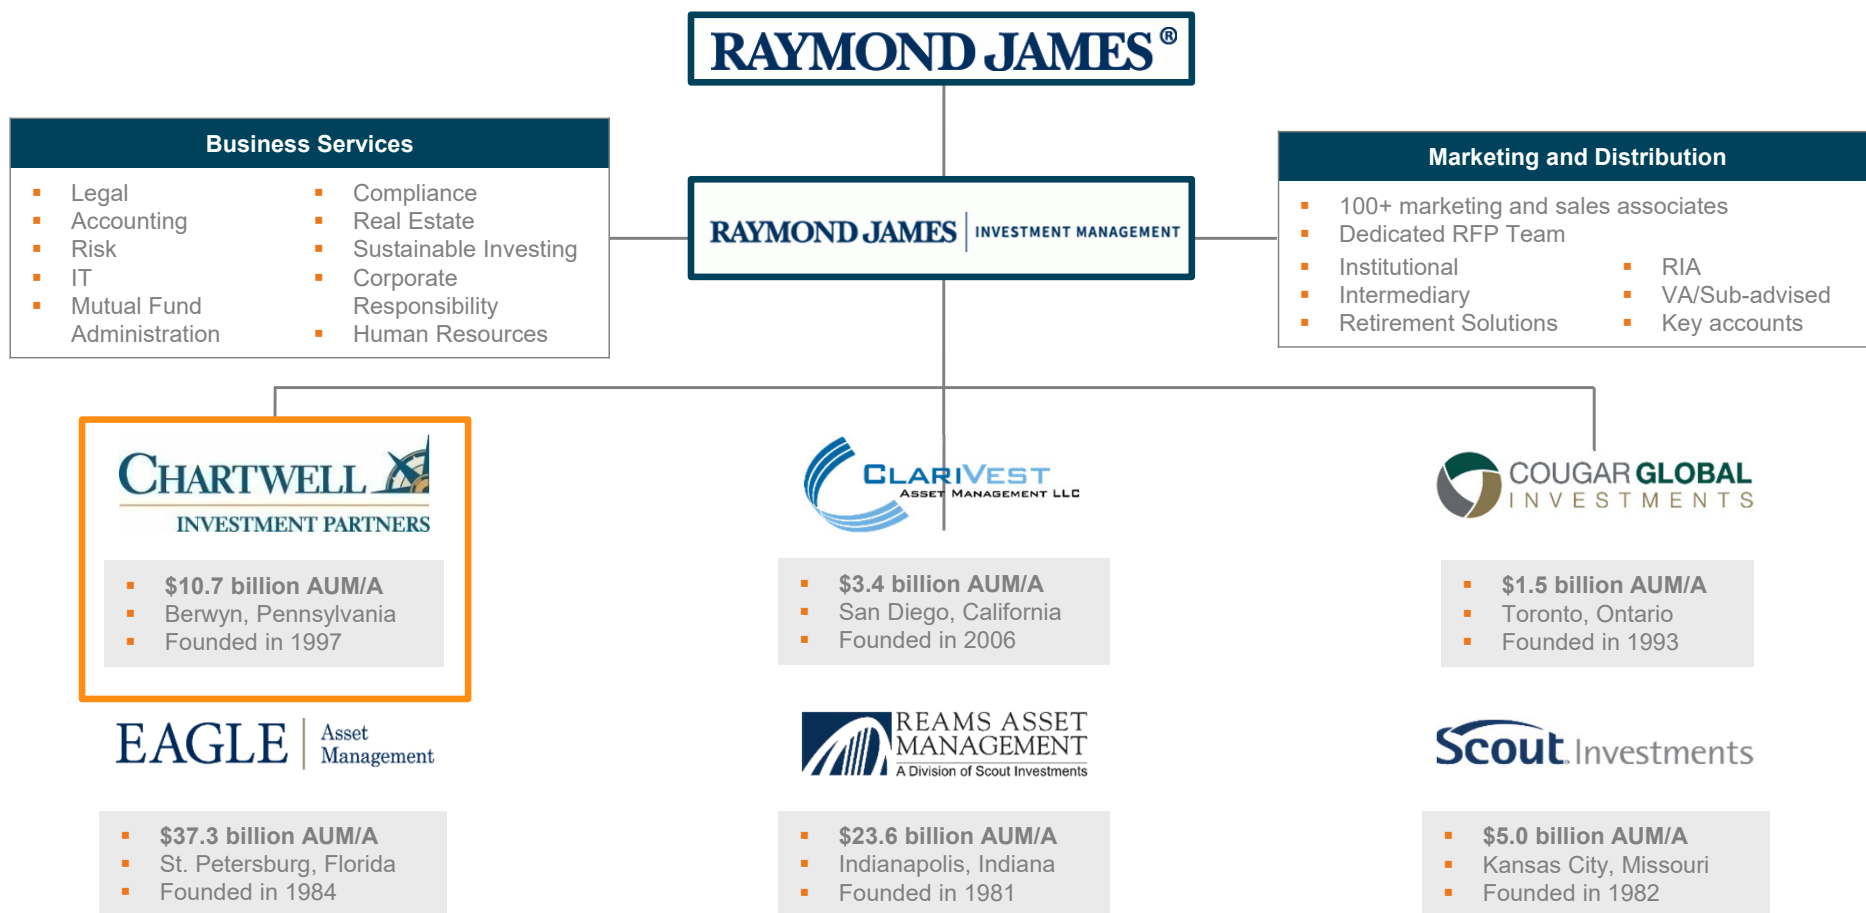 RAYMOND JAMES®
Business Services
▪ Legal
▪ Accounting
▪ Risk
▪ IT
▪ Mutual Fund
Administration
▪ Compliance
▪ Real Estate
▪ Sustainable Investing
▪ Corporate
Responsibility
▪ Human Resources
RAYMOND JAMES | INVESTMENT MANAGEMENT
Marketing and Distribution
▪ 100+ marketing and sales associates
▪ Dedicated RFP Team
▪ Institutional
▪ Intermediary
▪ Retirement Solutions
▪ RIA
▪ VA/Sub-advised
▪ Key accounts
CHARTWELL
INVESTMENT PARTNERS
▪ $10.7 billion AUM/A
▪ Berwyn, Pennsylvania
▪ Founded in 1997
CLARIVEST
ASSET MANAGEMENT LLC
▪ $3.4 billion AUM/A
▪ San Diego, California
▪ Founded in 2006
COUGAR GLOBAL
INVESTMENTS
▪ $1.5 billion AUM/A
▪ Toronto, Ontario
▪ Founded in 1993
EAGLE | Asset
Management
▪ $37.3 billion AUM/A
▪ St. Petersburg, Florida
▪ Founded in 1984
REAMS ASSET
MANAGEMENT
A Division of Scout Investments
▪ $23.6 billion AUM/A
▪ Indianapolis, Indiana
▪ Founded in 1981
Scout Investments
▪ $5.0 billion AUM/A
▪ Kansas City, Missouri
▪ Founded in 1982